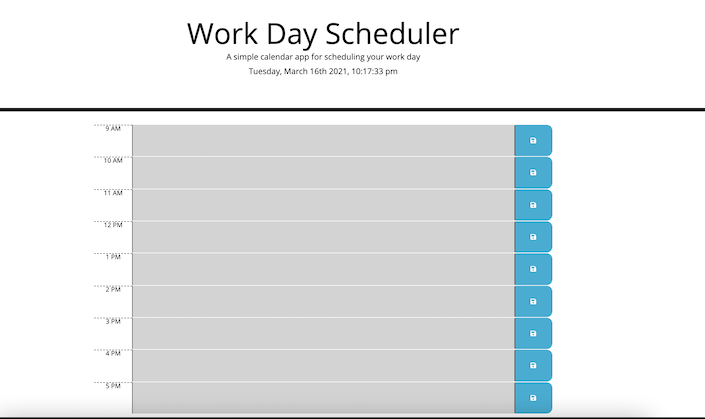 Work Day Scheduler
A simple calendar app for scheduling your work day
Tuesday, March 16th 2021, 10:17:33 pm
9 AM
10 AM
11 AM
12 PM
1 PM
2 PM
3 PM
4 PM
5 PM